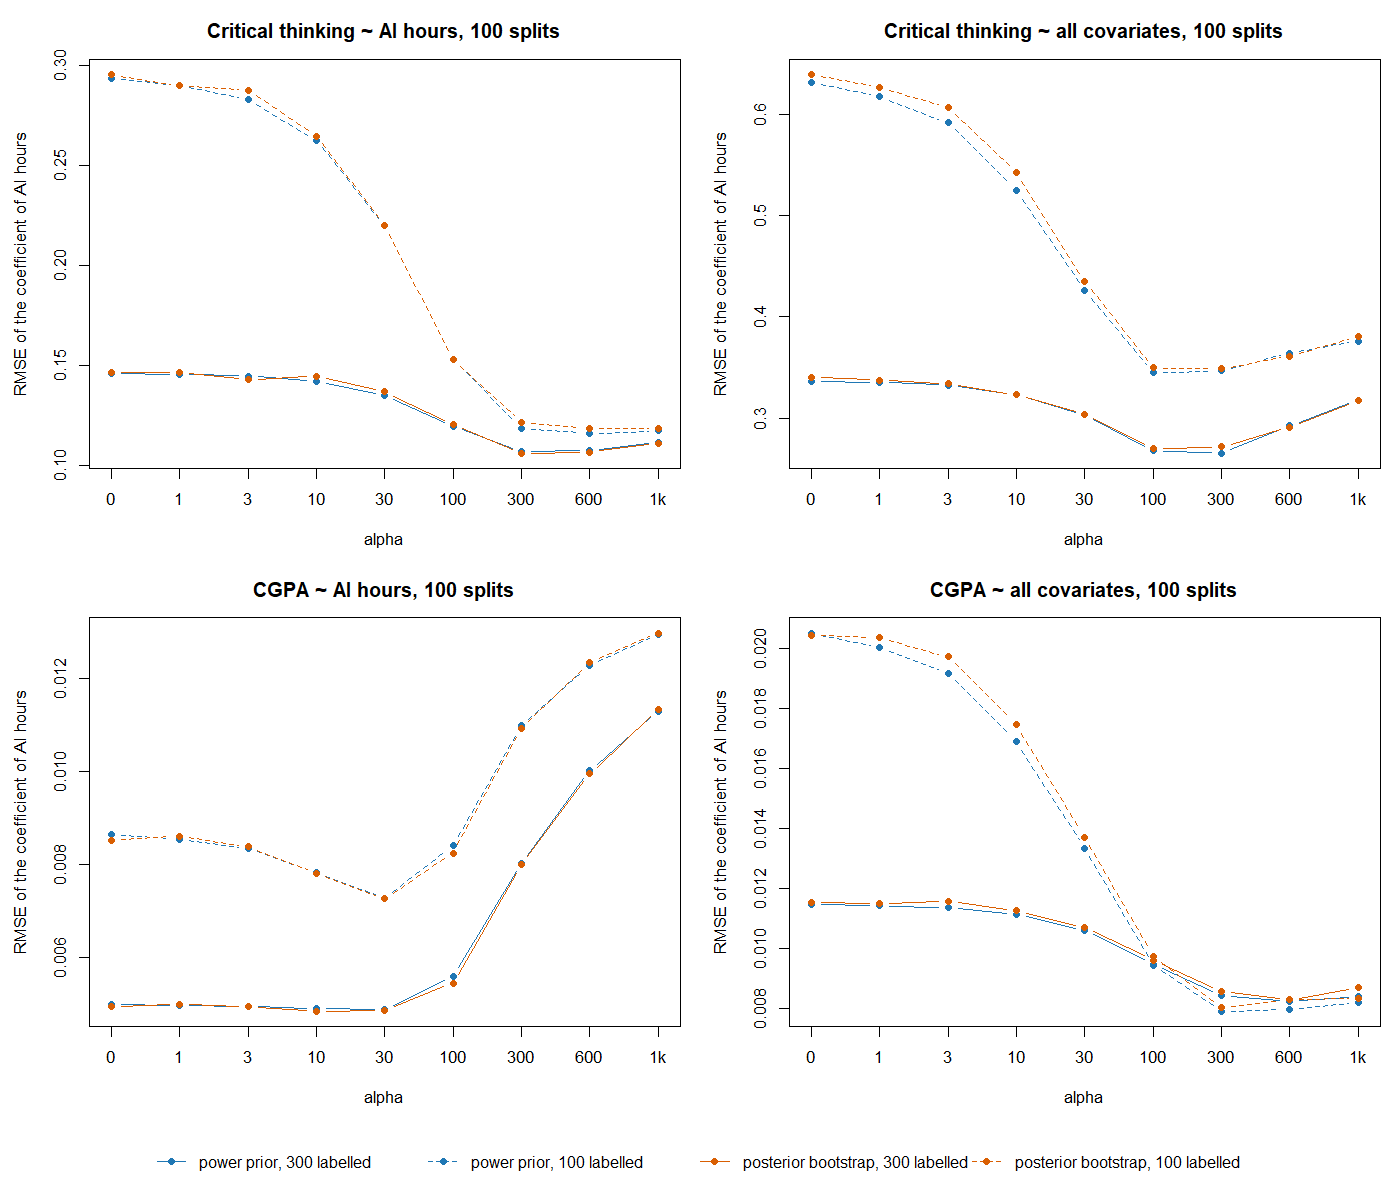 Critical thinking ~ AI hours, 100 splits
RMSE of the coefficient of AI hours
0.30
0.25
0.20
0.15
0.10
0 1 3 10 30 100 300 600 1k
alpha
Critical thinking ~ all covariates, 100 splits
RMSE of the coefficient of AI hours
0.6
0.5
0.4
0.3
0 1 3 10 30 100 300 600 1k
alpha
CGPA ~ AI hours, 100 splits
RMSE of the coefficient of AI hours
0.012
0.010
0.008
0.006
0 1 3 10 30 100 300 600 1k
alpha
CGPA ~ all covariates, 100 splits
RMSE of the coefficient of AI hours
0.020
0.018
0.016
0.014
0.012
0.010
0.008
0 1 3 10 30 100 300 600 1k
alpha
power prior, 300 labelled power prior, 100 labelled posterior bootstrap, 300 labelled posterior bootstrap, 100 labelled